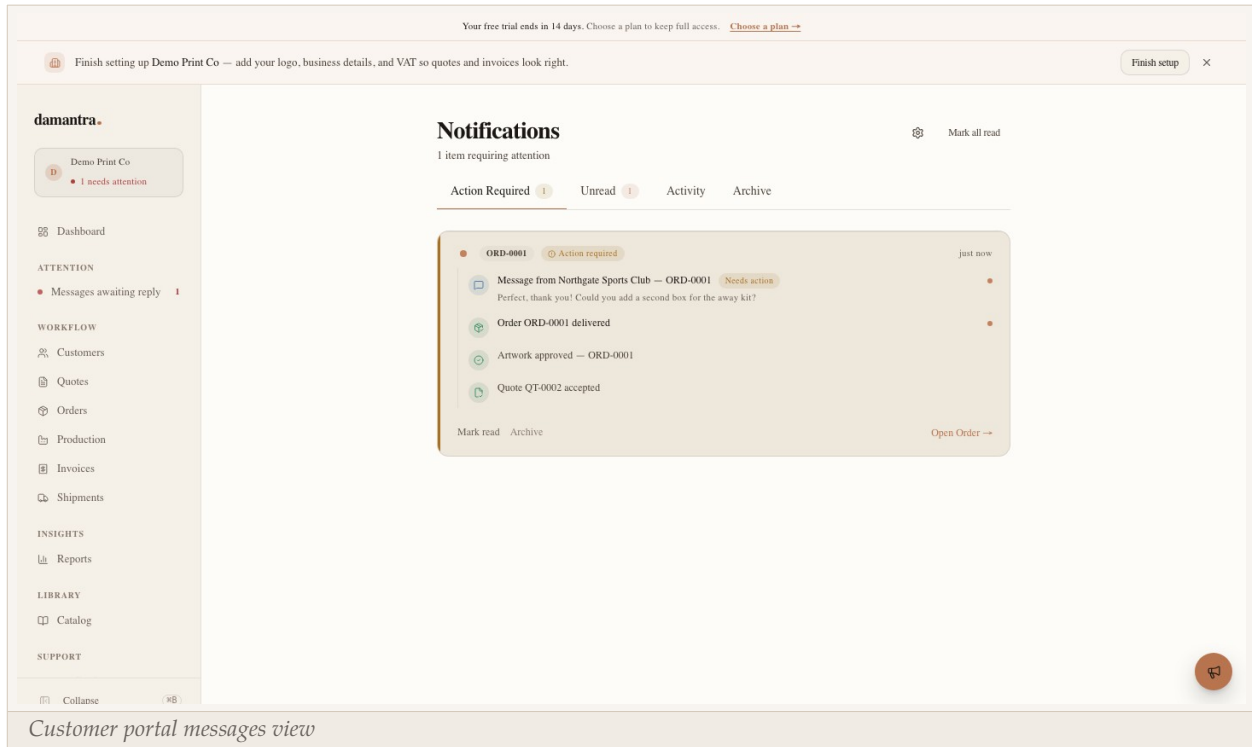 Your free trial ends in 14 days. Choose a plan to keep full access. Choose a plan →
Finish setting up Demo Print Co — add your logo, business details, and VAT so quotes and invoices look right.
Finish setup
damantra.
D
Demo Print Co
1 needs attention
Dashboard
ATTENTION
Messages awaiting reply 1
WORKFLOW
Customers
Quotes
Orders
Production
Invoices
Shipments
INSIGHTS
Reports
LIBRARY
Catalog
SUPPORT
Collapse ⌘B
Notifications
Mark all read
1 item requiring attention
Action Required 1 Unread 1 Activity Archive
ORD-0001 Action required just now
Message from Northgate Sports Club — ORD-0001 Needs action
Perfect, thank you! Could you add a second box for the away kit?
Order ORD-0001 delivered
Artwork approved — ORD-0001
Quote QT-0002 accepted
Mark read Archive Open Order →
Customer portal messages view